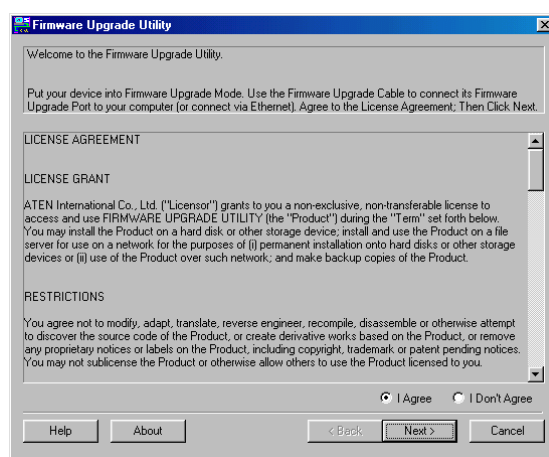 Firmware Upgrade Utility
Welcome to the Firmware Upgrade Utility.
Put your device into Firmware Upgrade Mode. Use the Firmware Upgrade Cable to connect its Firmware
Upgrade Port to your computer (or connect via Ethernet). Agree to the License Agreement; Then Click Next.
LICENSE AGREEMENT
LICENSE GRANT
ATEN International Co., Ltd. ("Licensor") grants to you a non-exclusive, non-transferable license to
access and use FIRMWARE UPGRADE UTILITY (the "Product") during the "Term" set forth below.
You may install the Product on a hard disk or other storage device; install and use the Product on a file
server for use on a network for the purposes of (i) permanent installation onto hard disks or other storage
devices or (ii) use of the Product over such network; and make backup copies of the Product.
RESTRICTIONS
You agree not to modify, adapt, translate, reverse engineer, recompile, disassemble or otherwise attempt
to discover the source code of the Product, or create derivative works based on the Product, or remove
any proprietary notices or labels on the Product, including copyright, trademark or patent pending notices.
You may not sublicense the Product or otherwise allow others to use the Product licensed to you.
I Agree I Don't Agree
Help About < Back Next > Cancel